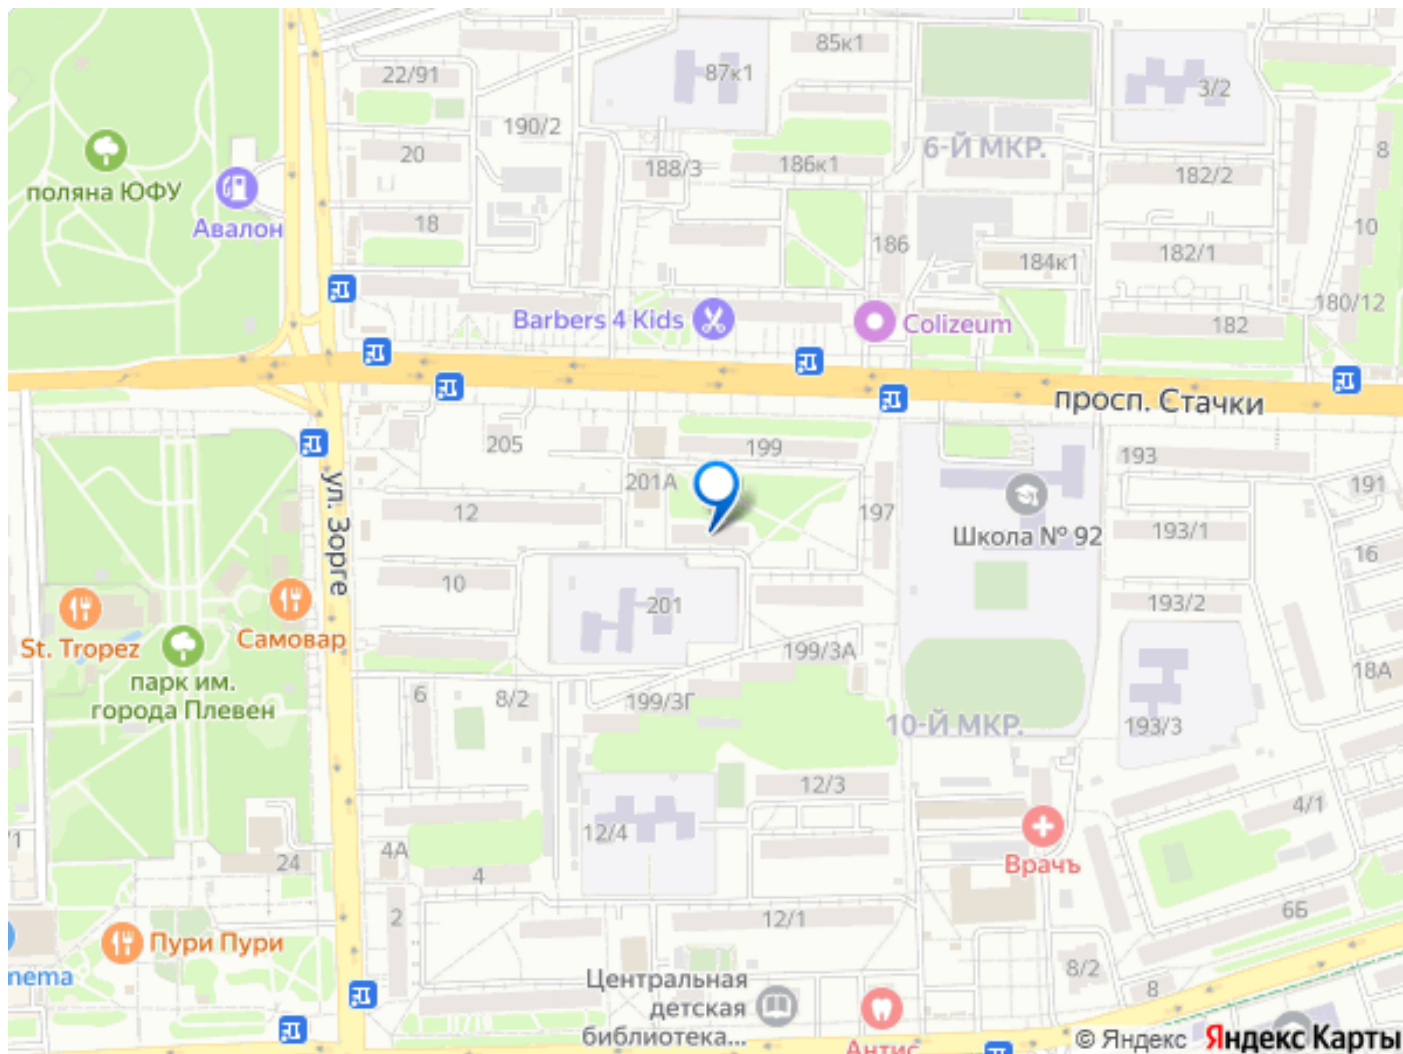 85к1
22/91
87к1
3/2
190/2
6-Й МКР.
8
20
188/3
186к1
182/2
поляна ЮФУ
Авалон
18
186
10
182/1
184к1
180/12
Barbers 4 Kids
Colizeum
182
просп. Стачки
205
199
193
201А
191
ул. Зорге
12
197
Школа № 92
193/1
16
10
201
193/2
St. Tropez
Самовар
199/3А
18А
парк им.
города Плевен
6
8/2
199/3Г
10-Й МКР.
193/3
12/3
4/1
/1
12/4
4А
24
4
Врачъ
2
12/1
6Б
Пури Пури
nema
8/2
8
Центральная
детская
библиотека...
Антис
© Яндекс Яндекс Карты